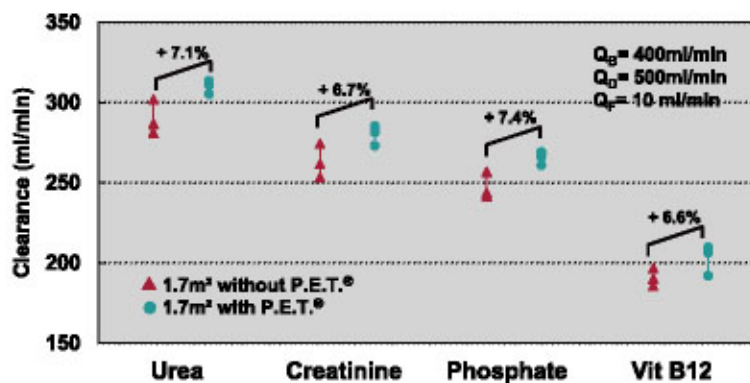 350
300
250
200
150
Clearance (ml/min)
+ 7.1%
+ 6.7%
+ 7.4%
+ 6.6%
QB= 400ml/min
QD= 500ml/min
QF= 10 ml/min
1.7m² without P.E.T.®
1.7m² with P.E.T.®
Urea Creatinine Phosphate Vit B12